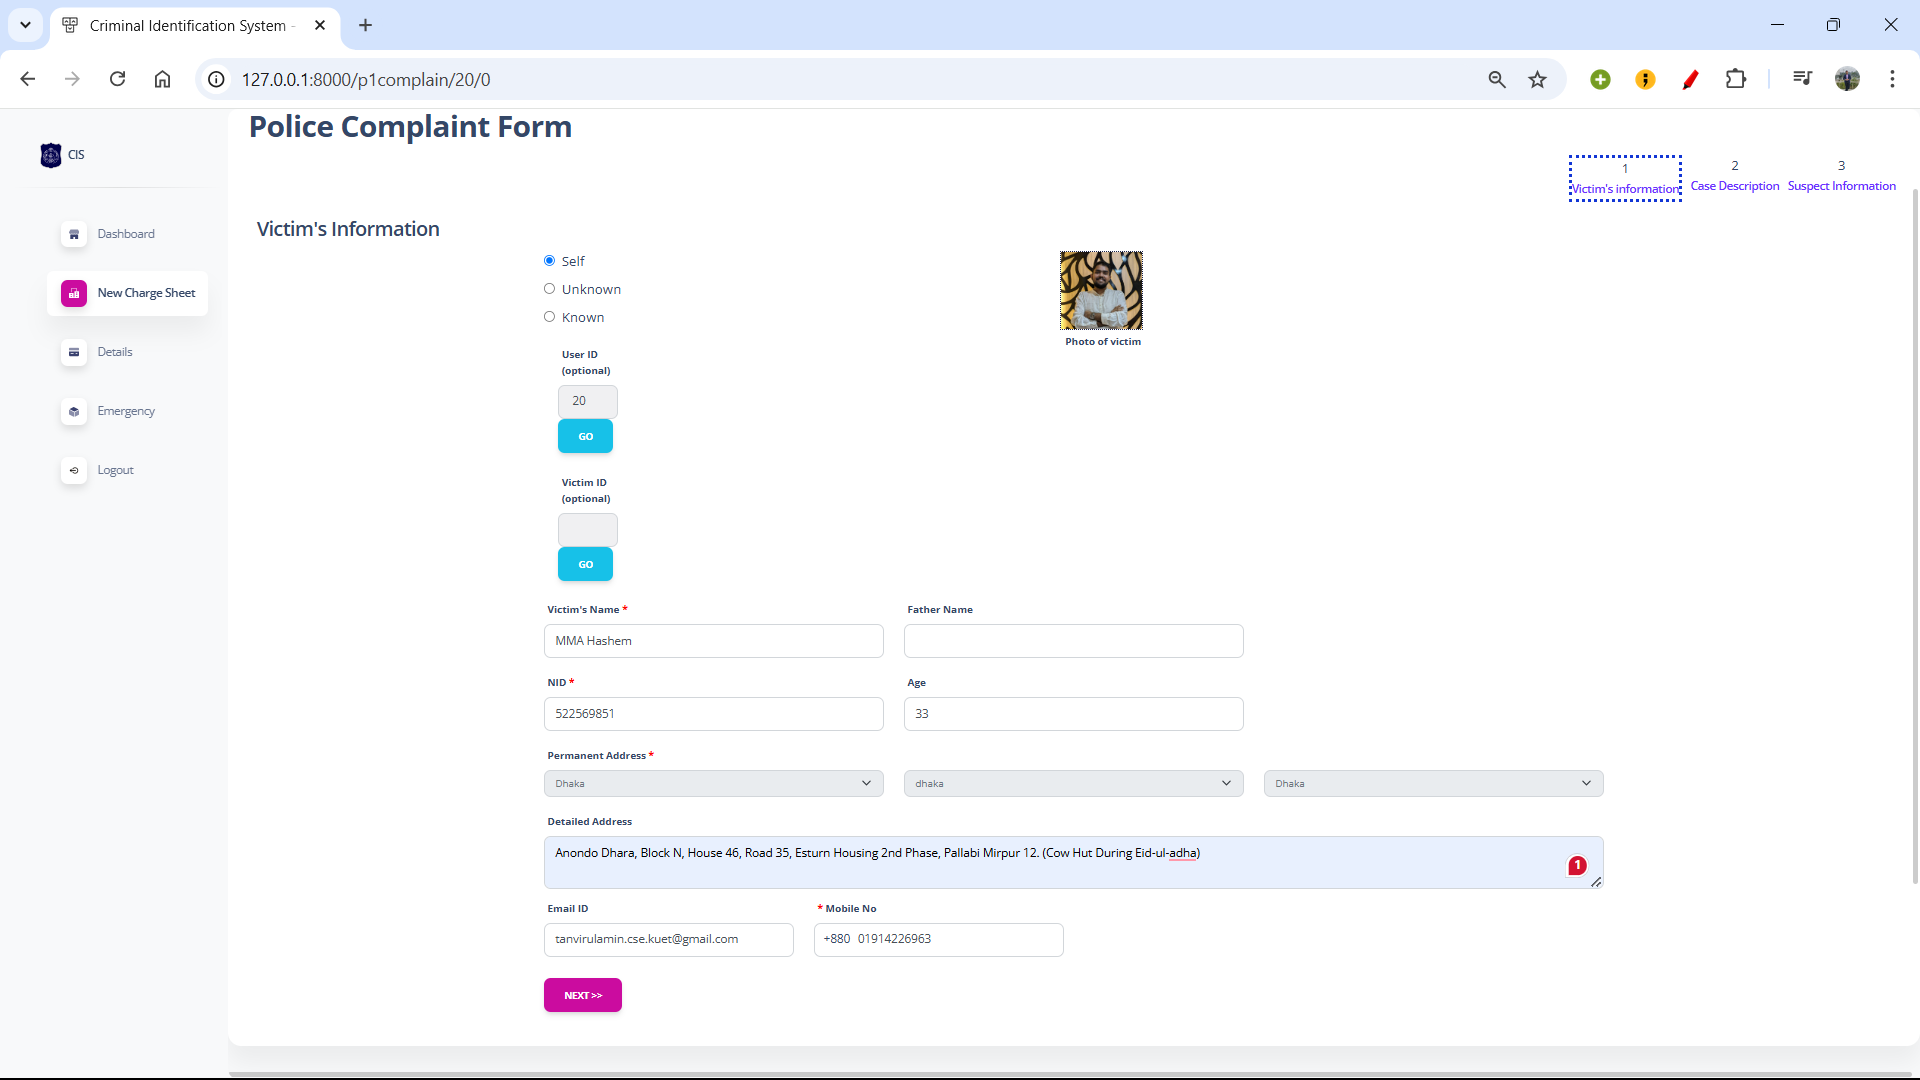 Criminal Identification System -
127.0.0.1:8000/p1complain/20/0
CIS
Dashboard
New Charge Sheet
Details
Emergency
Logout
Police Complaint Form
1
Victim's information
2
Case Description
3
Suspect Information
Victim's Information
Self
Unknown
Known
Photo of victim
User ID
(optional)
20
GO
Victim ID
(optional)
GO
Victim's Name *
Father Name
MMA Hashem
NID *
Age
522569851
33
Permanent Address *
Dhaka
dhaka
Dhaka
Detailed Address
Anondo Dhara, Block N, House 46, Road 35, Esturn Housing 2nd Phase, Pallabi Mirpur 12. (Cow Hut During Eid-ul-adha)
1
Email ID
* Mobile No
tanvirulamin.cse.kuet@gmail.com
+880 01914226963
NEXT >>